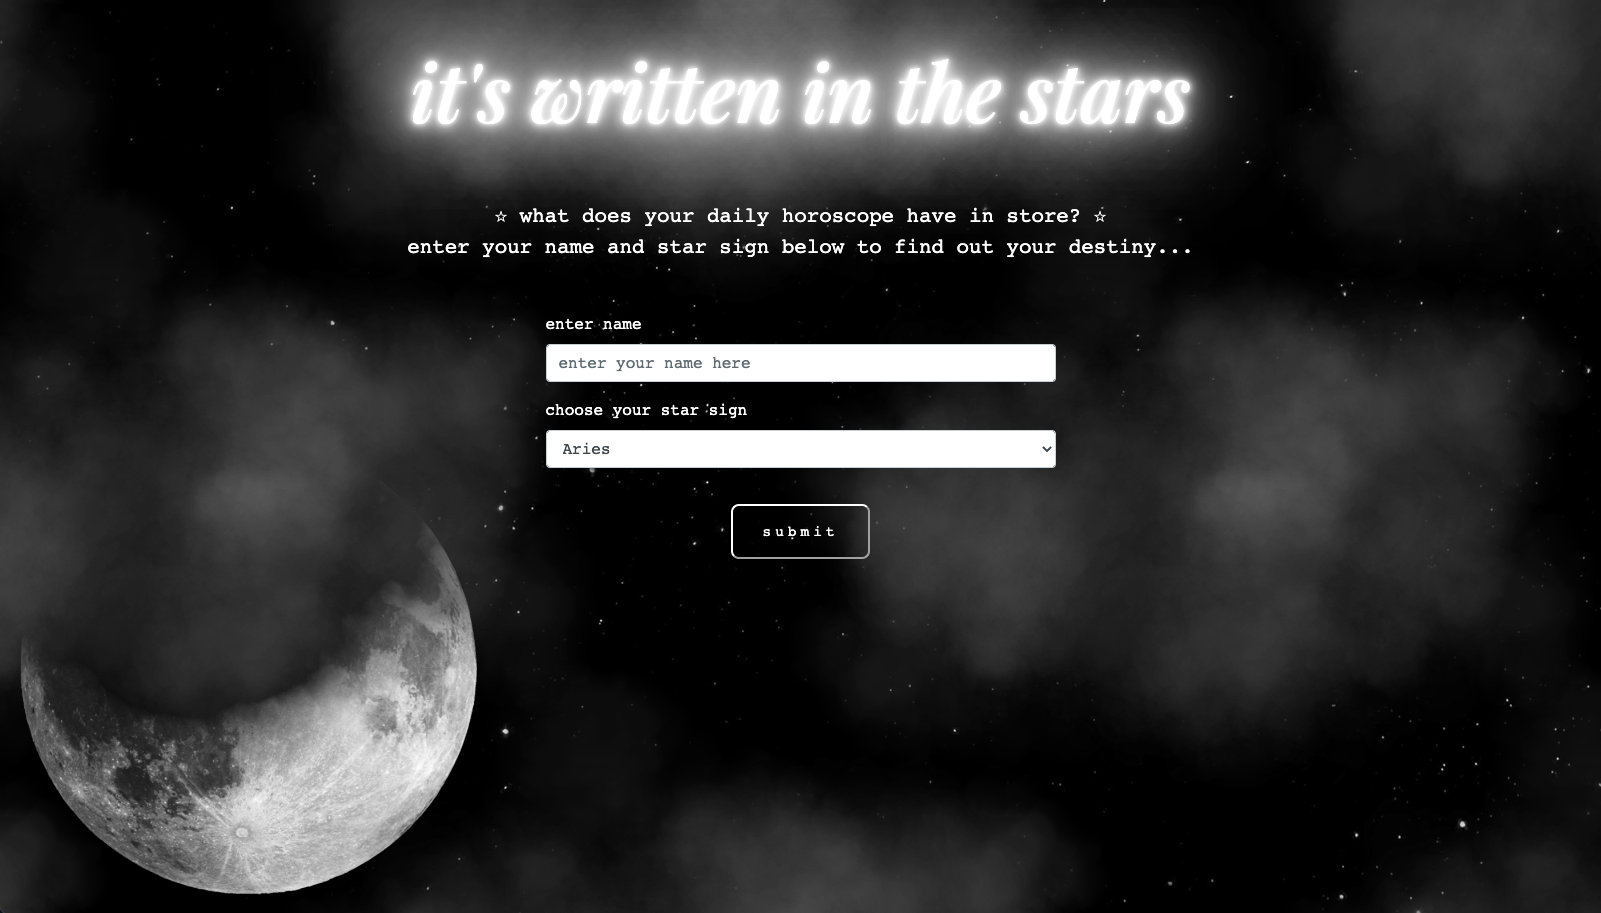 it's written in the stars
☆ what does your daily horoscope have in store? ☆
enter your name and star sign below to find out your destiny...
enter name
enter your name here
choose your star sign
Aries
submit